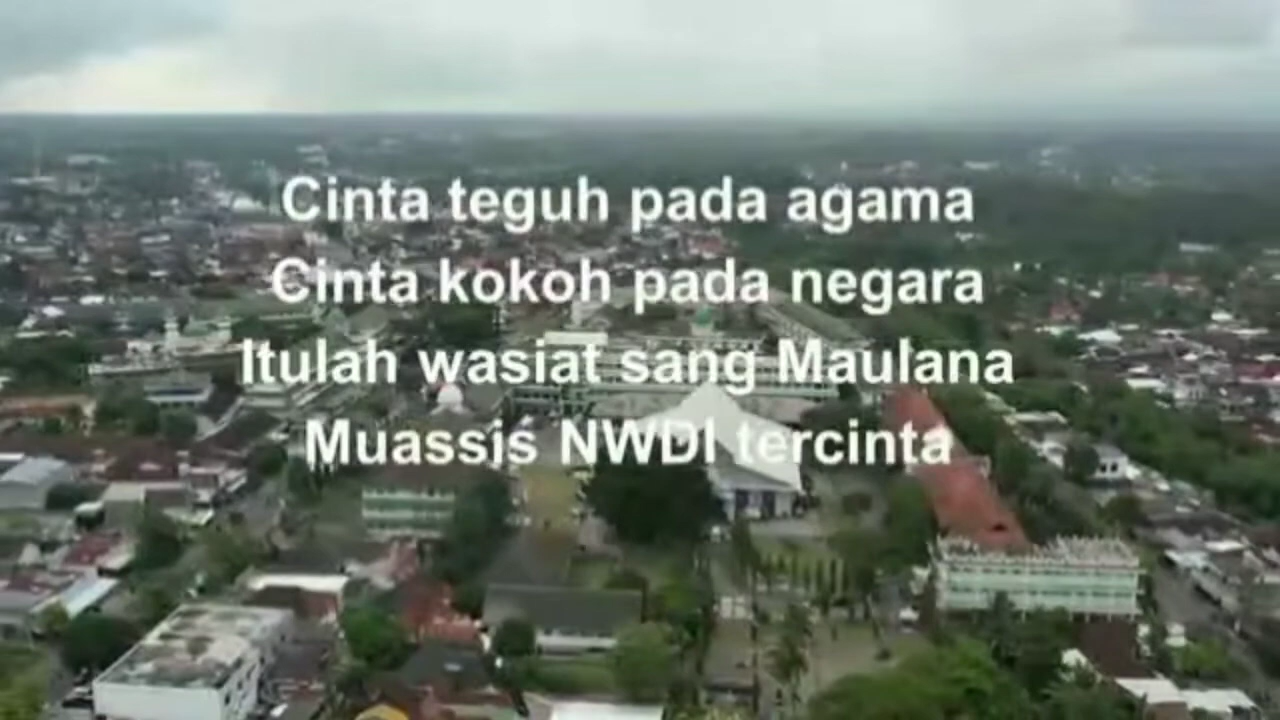 Cinta teguh pada agama
Cinta kokoh pada negara
Itulah wasiat sang Maulana
Muassis NWDI tercinta